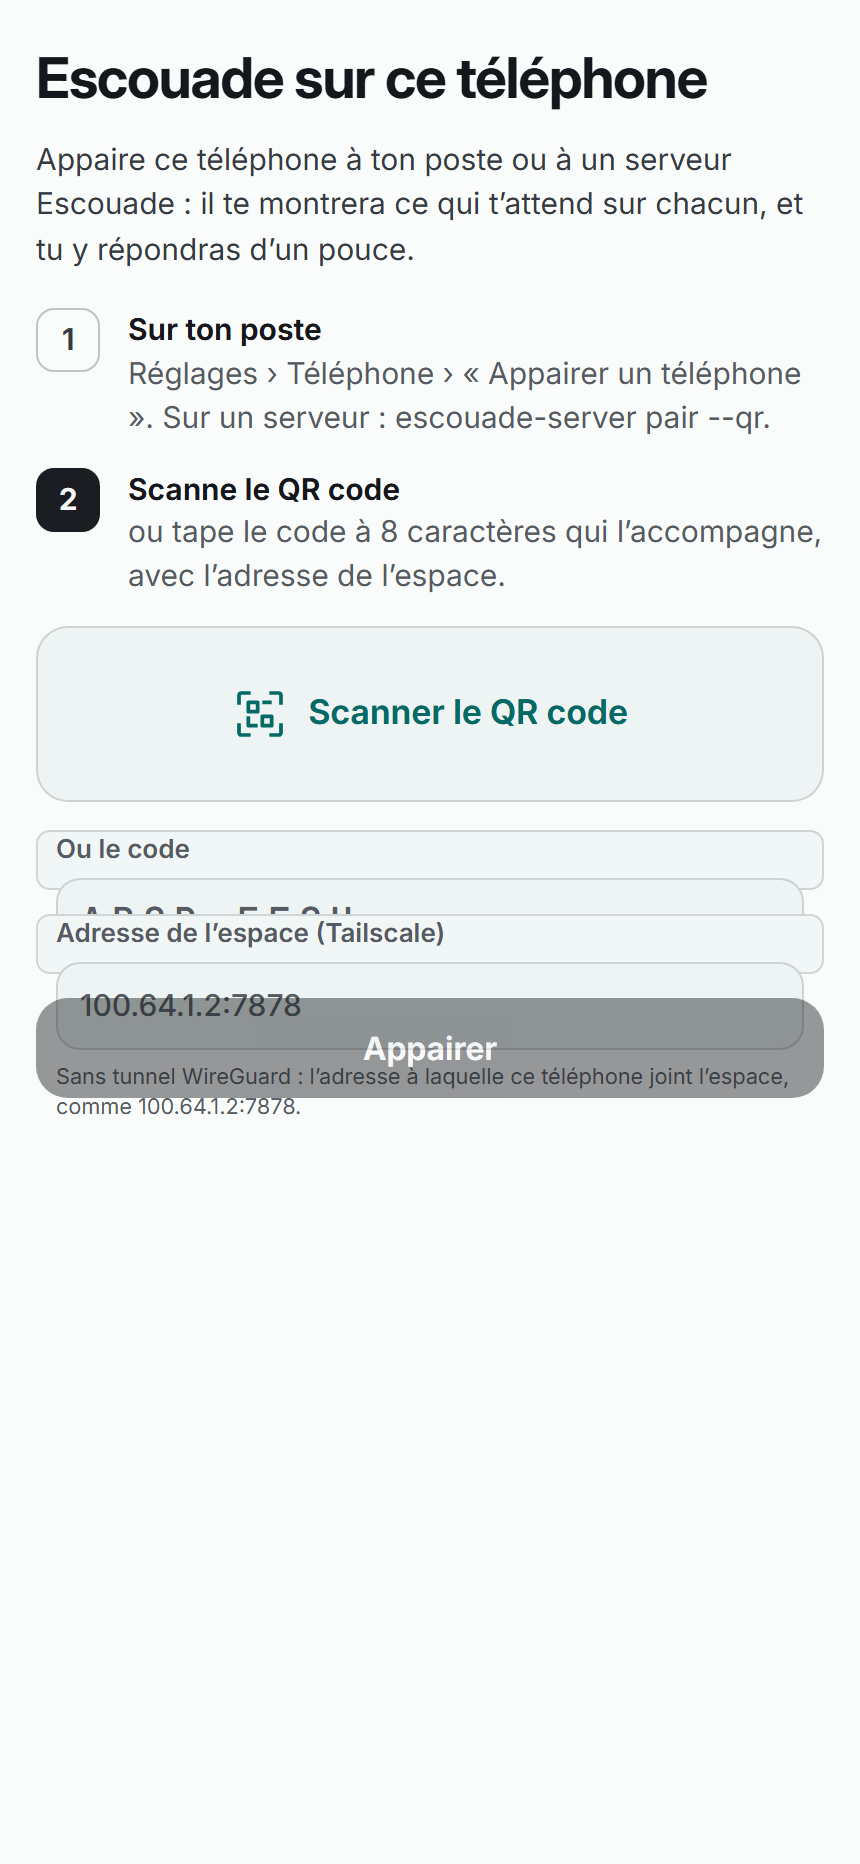 Escouade sur ce téléphone
Appaire ce téléphone à ton poste ou à un serveur
Escouade : il te montrera ce qui t’attend sur chacun, et
tu y répondras d’un pouce.
1
Sur ton poste
Réglages › Téléphone › « Appairer un téléphone
». Sur un serveur : escouade-server pair --qr.
2
Scanne le QR code
ou tape le code à 8 caractères qui l’accompagne,
avec l’adresse de l’espace.
Scanner le QR code
Ou le code
Adresse de l’espace (Tailscale)
100.64.1.2:7878
Appairer
Sans tunnel WireGuard : l’adresse à laquelle ce téléphone joint l’espace,
comme 100.64.1.2:7878.